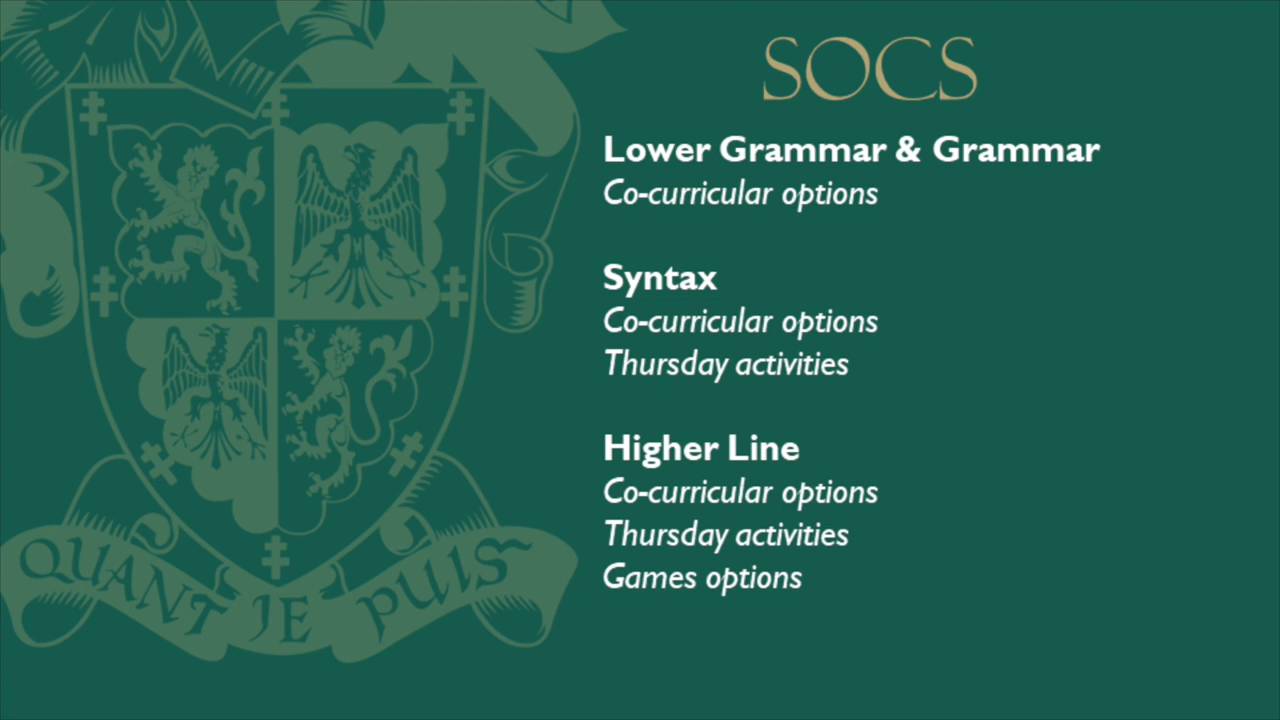 SOCS
Lower Grammar & Grammar
Co-curricular options
Syntax
Co-curricular options
Thursday activities
Higher Line
Co-curricular options
Thursday activities
Games options
QUANT JE PUIS